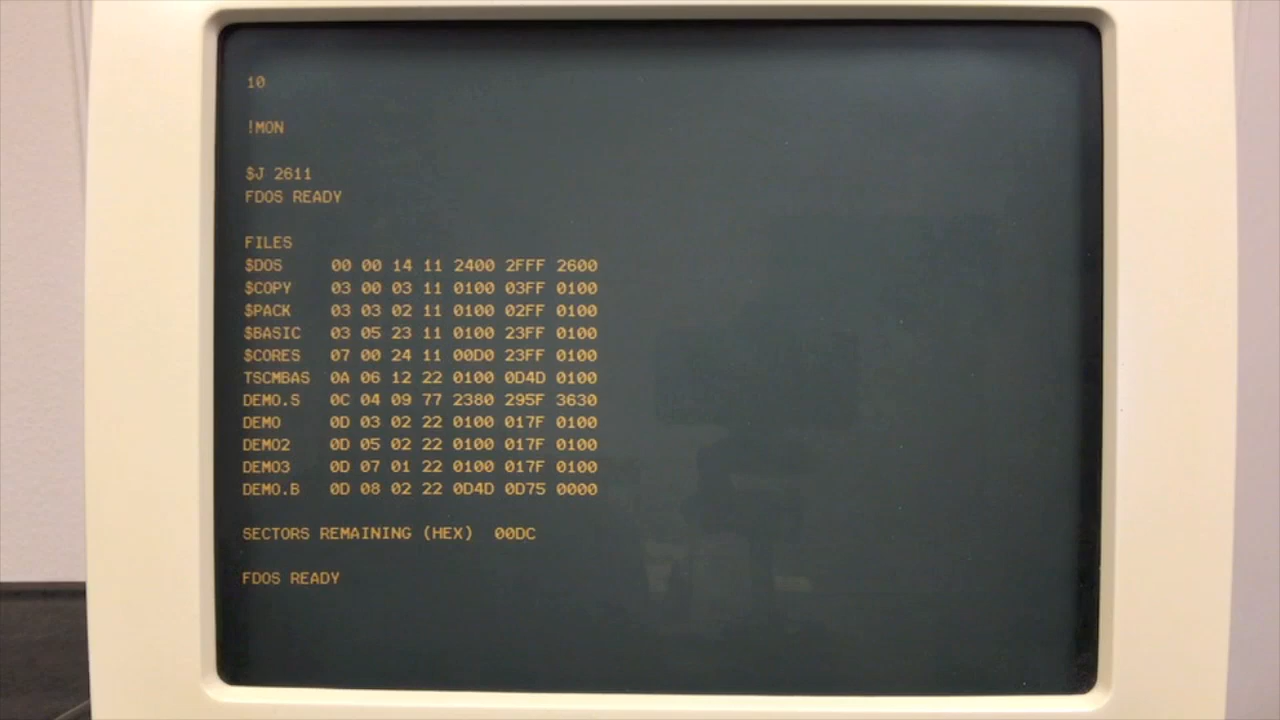 10
!MON
$J 2611
FDOS READY
FILES
$DOS 00 00 14 11 2400 2FFF 2600
$COPY 03 00 03 11 0100 03FF 0100
$PACK 03 03 02 11 0100 02FF 0100
$BASIC 03 05 23 11 0100 23FF 0100
$CORES 07 00 24 11 00D0 23FF 0100
TSCMBAS 0A 06 12 22 0100 0D4D 0100
DEMO.S 0C 04 09 77 2380 295F 3630
DEMO 0D 03 02 22 0100 017F 0100
DEMO2 0D 05 02 22 0100 017F 0100
DEMO3 0D 07 01 22 0100 017F 0100
DEMO.B 0D 08 02 22 0D4D 0D75 0000
SECTORS REMAINING (HEX) 00DC
FDOS READY